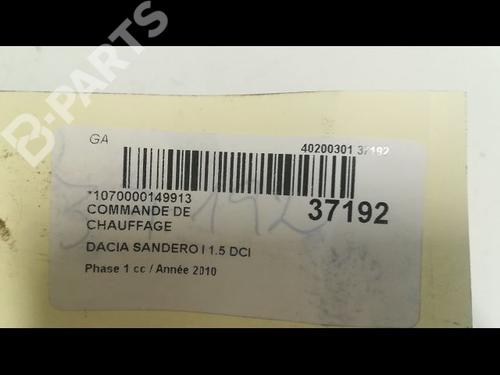 B-PARTS
GA
40200301 37192
*1070000149913
COMMANDE DE
CHAUFFAGE
37192
DACIA SANDERO I 1.5 DCI
Phase 1 cc / Année 2010